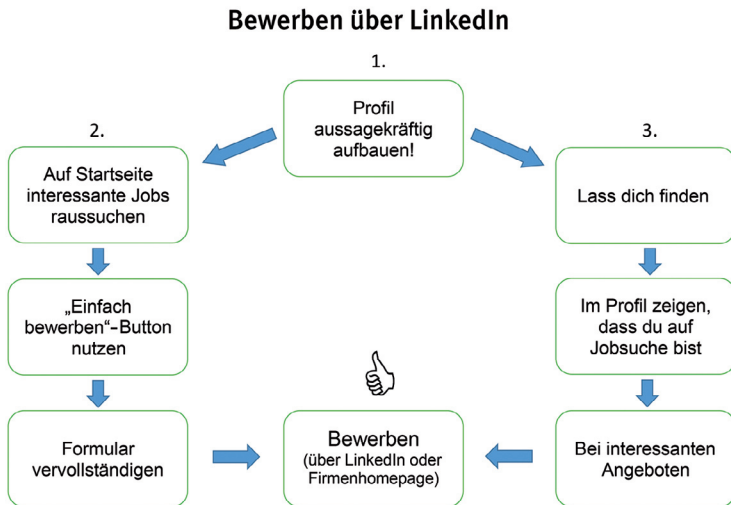 Bewerben über LinkedIn
1.
Profil
aussagekräftig
aufbauen!
2.
Auf Startseite
interessante Jobs
raussuchen
„Einfach
bewerben“-Button
nutzen
Formular
vervollständigen
3.
Lass dich finden
Im Profil zeigen,
dass du auf
Jobsuche bist
Bei interessanten
Angeboten
Bewerben
(über LinkedIn oder
Firmenhomepage)